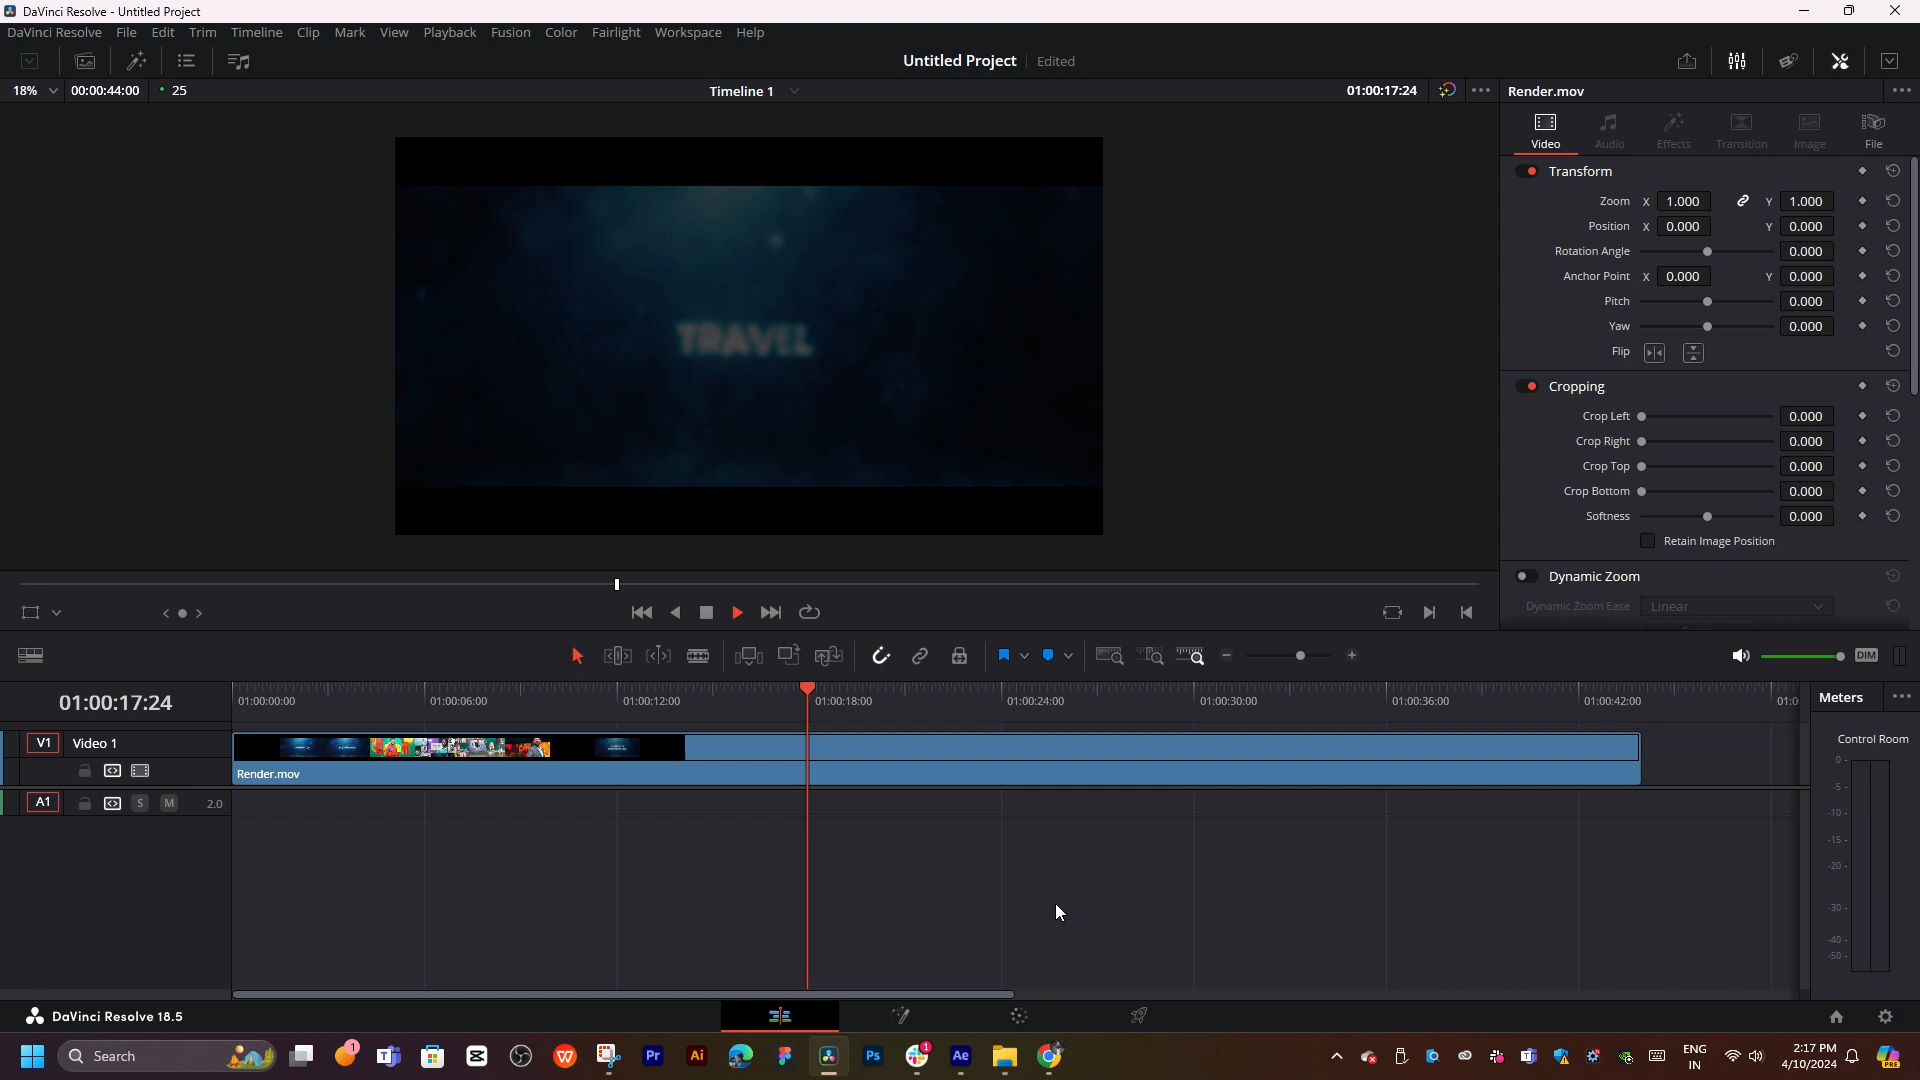 DaVinci Resolve - Untitled Project
DaVinci Resolve File Edit Trim Timeline Clip Mark View Playback Fusion Color Fairlight Workspace Help
Untitled Project Edited
18% 00:00:44:00 25 Timeline 1 01:00:17:24 Render.mov
Video Audio Effects Transition Image File
Transform
Zoom X 1.000 Y 1.000
Position X 0.000 Y 0.000
Rotation Angle 0.000
Anchor Point X 0.000 Y 0.000
Pitch 0.000
Yaw 0.000
Flip
TRAVEL
Cropping
Crop Left 0.000
Crop Right 0.000
Crop Top 0.000
Crop Bottom 0.000
Softness 0.000
Retain Image Position
Dynamic Zoom
Dynamic Zoom Ease Linear
DIM
01:00:17:24 01:00:00:00 01:00:06:00 01:00:12:00 01:00:18:00 01:00:24:00 01:00:30:00 01:00:36:00 01:00:42:00 01:0
Meters
Control Room
V1 Video 1
Render.mov
A1 S M 2.0
0
-5
-10
-15
-20
-30
-40
-50
DaVinci Resolve 18.5
Search 1 1 Pr Ai Ps Ae
ENG
IN
2:17 PM
4/10/2024
PRE